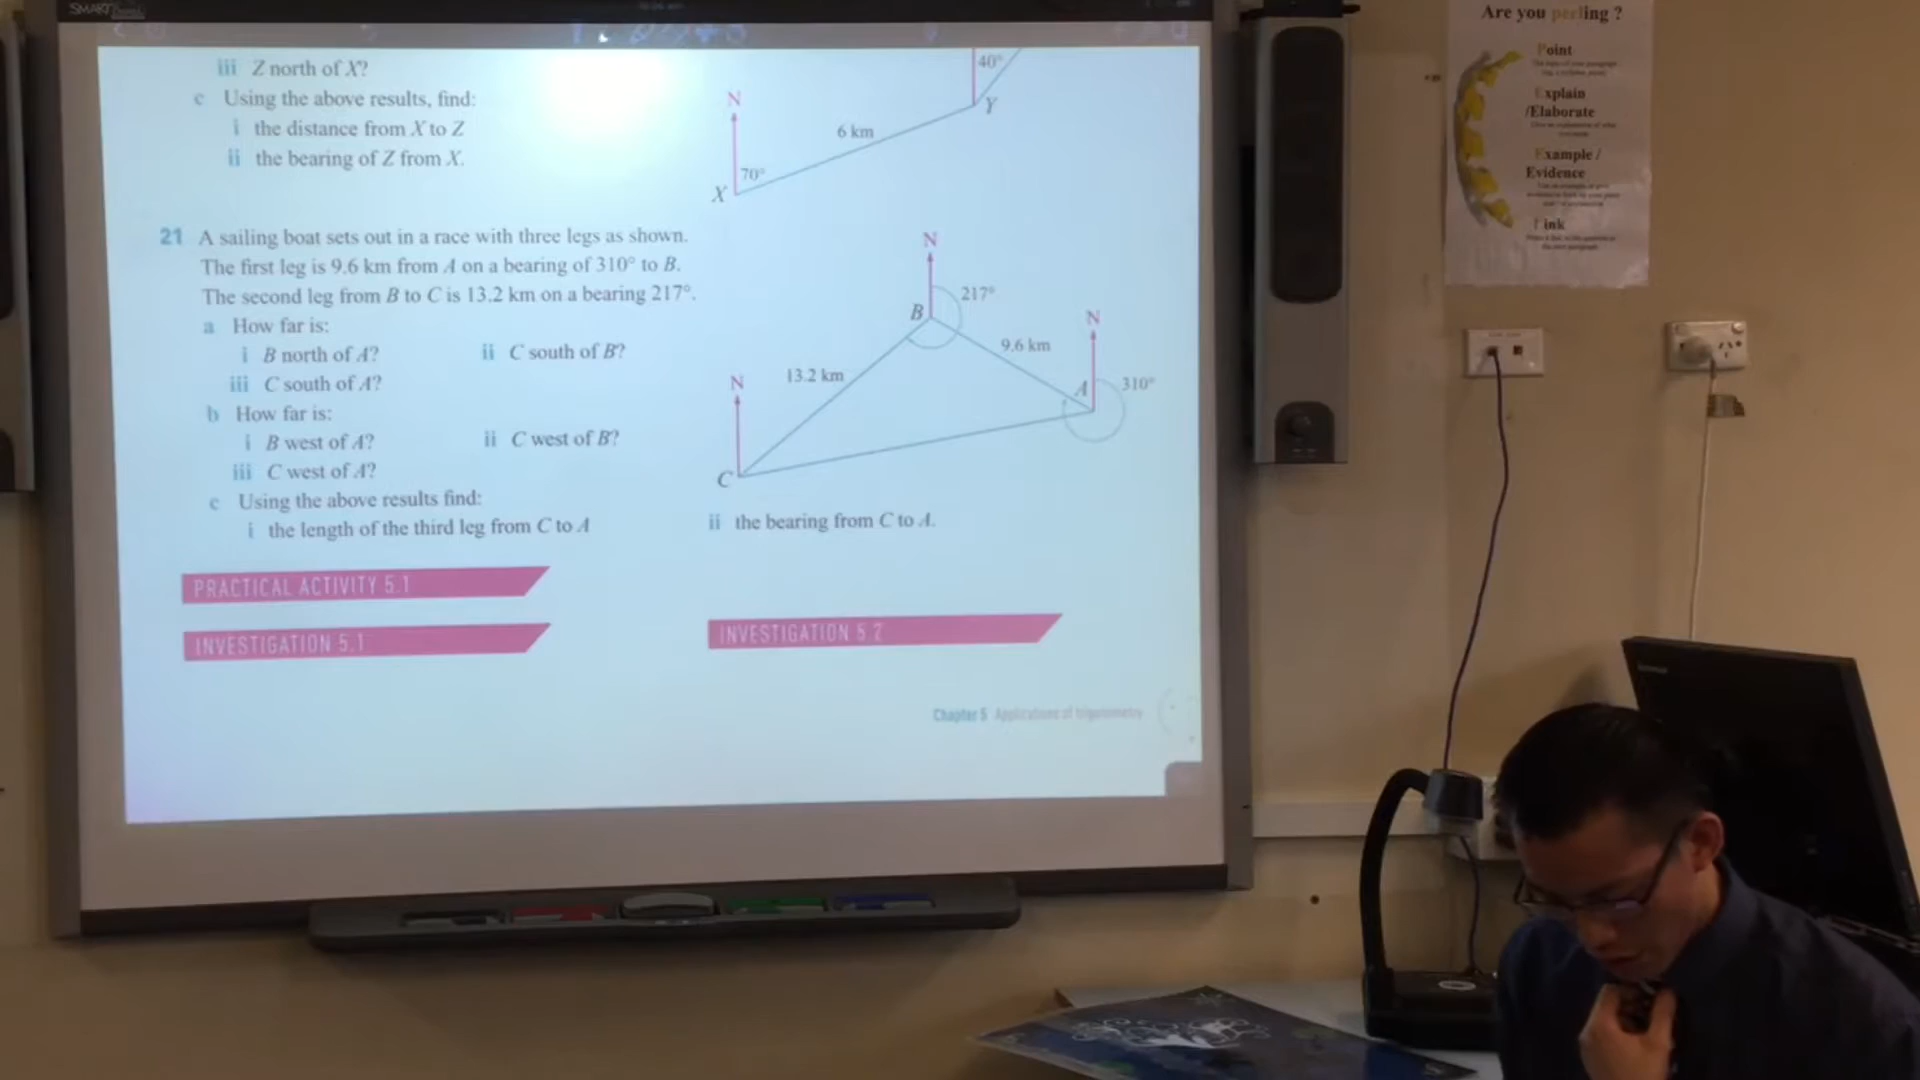 SMART
iii Z north of X?
c Using the above results, find:
i the distance from X to Z
ii the bearing of Z from X.
N
40°
Y
6 km
70°
X
21 A sailing boat sets out in a race with three legs as shown.
The first leg is 9.6 km from A on a bearing of 310° to B.
The second leg from B to C is 13.2 km on a bearing 217°.
a How far is:
i B north of A? ii C south of B?
iii C south of A?
b How far is:
i B west of A? ii C west of B?
iii C west of A?
c Using the above results find:
i the length of the third leg from C to A ii the bearing from C to A.
N
217°
B
N
9.6 km
13.2 km
N
A
310°
C
PRACTICAL ACTIVITY 5.1
INVESTIGATION 5.1
INVESTIGATION 5.2
Chapter 5 Applications of trigonometry
Are you peeling ?
Point
Explain
/Elaborate
Example /
Evidence
Link